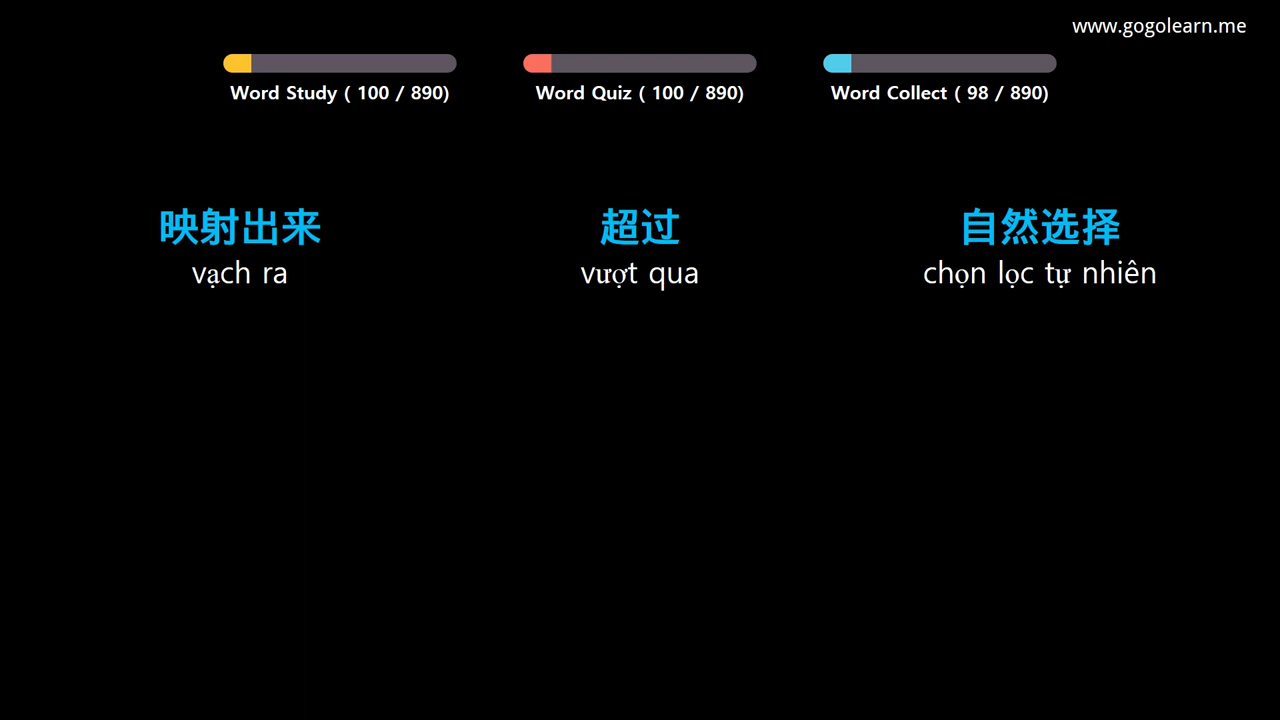 www.gogolearn.me
Word Study ( 100 / 890)
Word Quiz ( 100 / 890)
Word Collect ( 98 / 890)
映射出来
vạch ra
超过
vượt qua
自然选择
chọn lọc tự nhiên